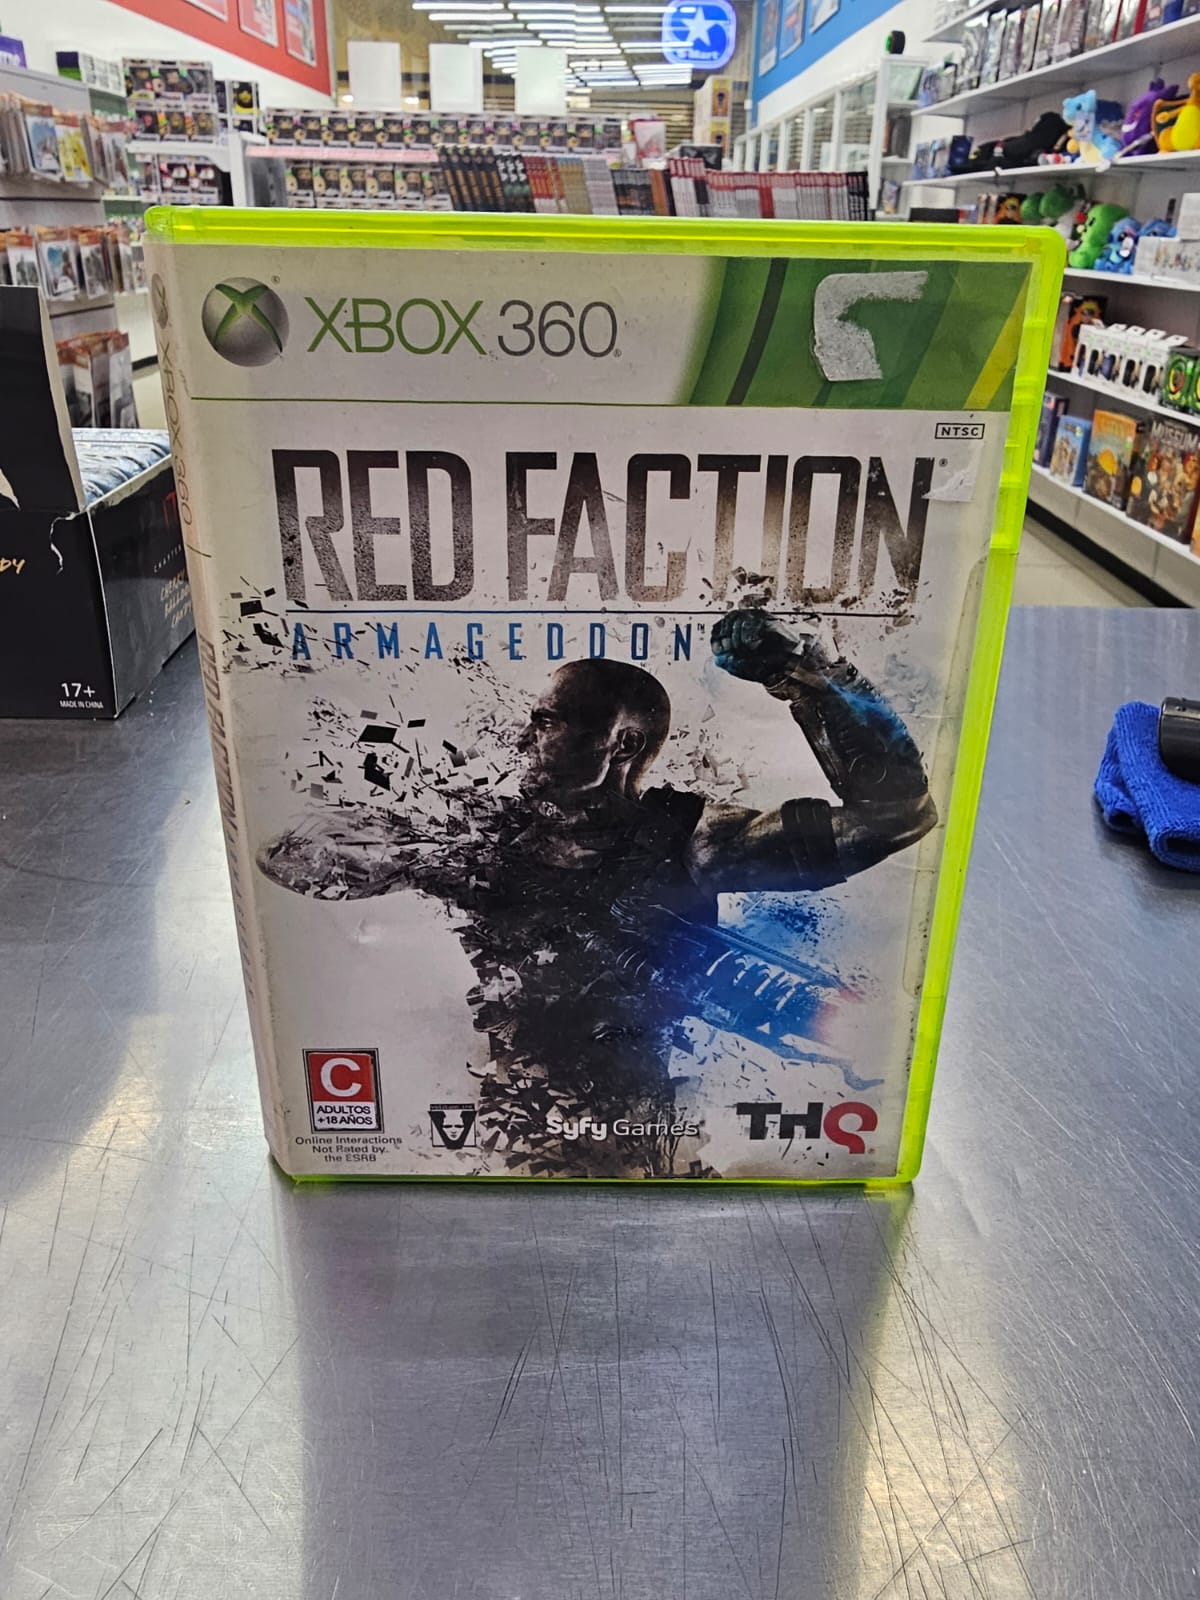 S Mart
XBOX 360
NTSC
RED FACTION
ARMAGEDDON
XBOX 360
RED FACTION
17+
MADE IN CHINA
C
ADULTOS
+18 AÑOS
Online Interactions
Not Rated by
the ESRB
Syfy Games
THQ